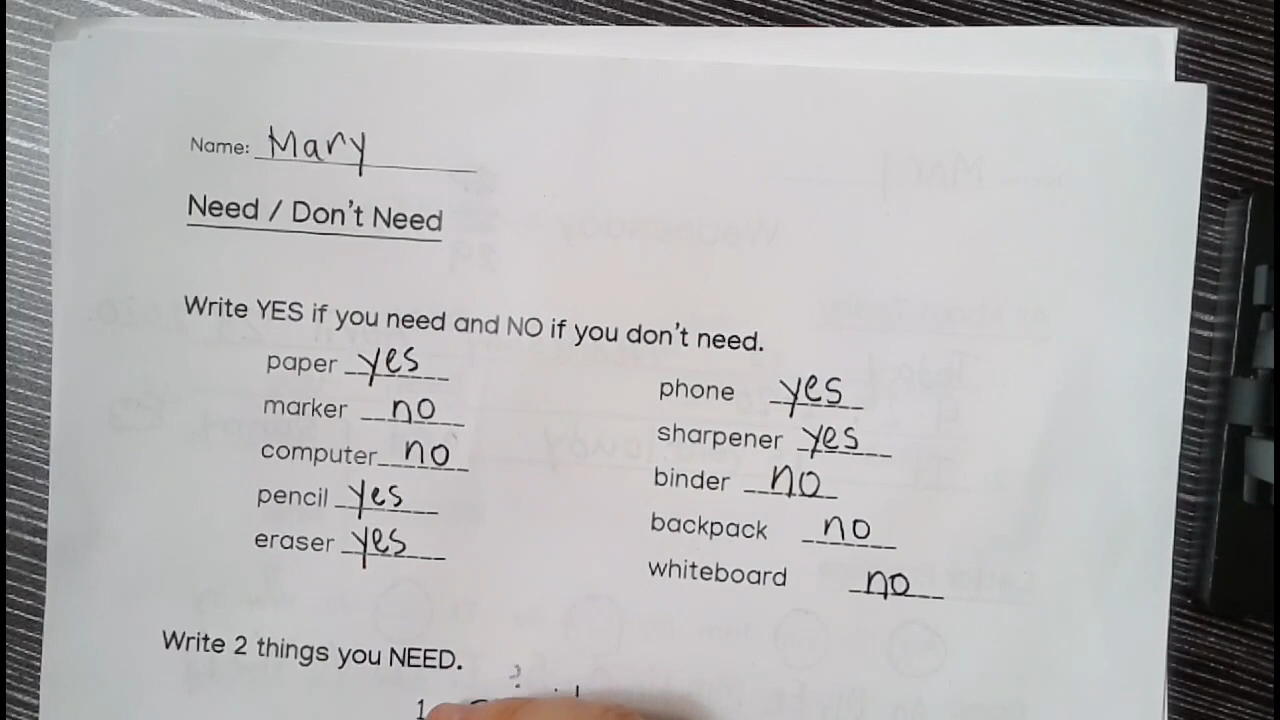 Name: Mary
Need / Don't Need
Write YES if you need and NO if you don't need.
paper yes
marker no
computer no
pencil yes
eraser yes
phone yes
sharpener yes
binder no
backpack no
whiteboard no
Write 2 things you NEED.
?
1